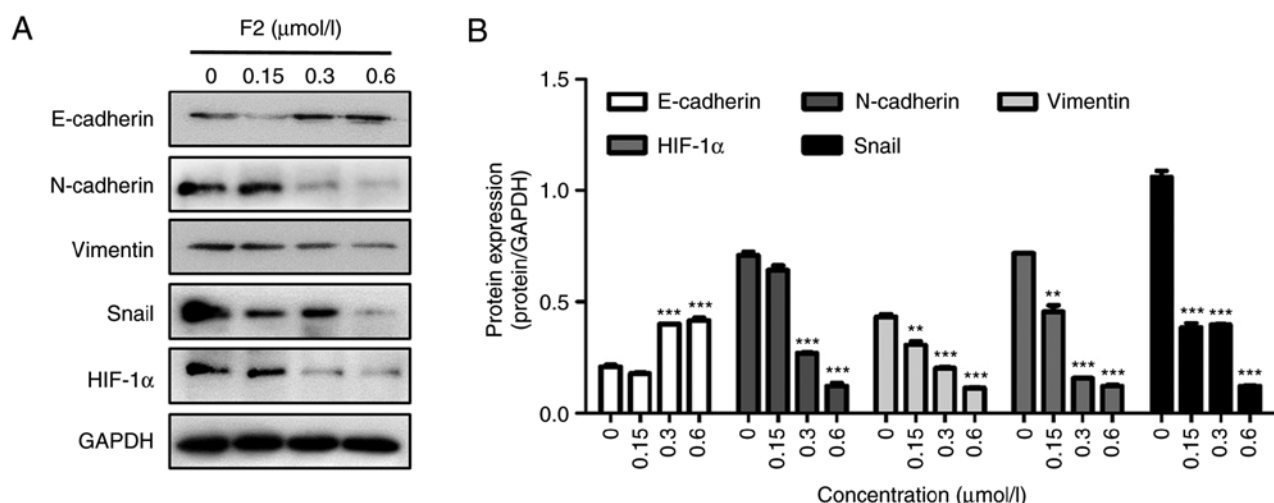 A
F2 (μmol/l)
0 0.15 0.3 0.6
E-cadherin
N-cadherin
Vimentin
Snail
HIF-1α
GAPDH
B
Protein expression
(protein/GAPDH)
1.5
1.0
0.5
0.0
E-cadherin N-cadherin Vimentin
HIF-1α Snail
*** ***
*** ***
** *** ***
** *** ***
*** *** ***
0 0.15 0.3 0.6 0 0.15 0.3 0.6 0 0.15 0.3 0.6 0 0.15 0.3 0.6 0 0.15 0.3 0.6
Concentration (μmol/l)